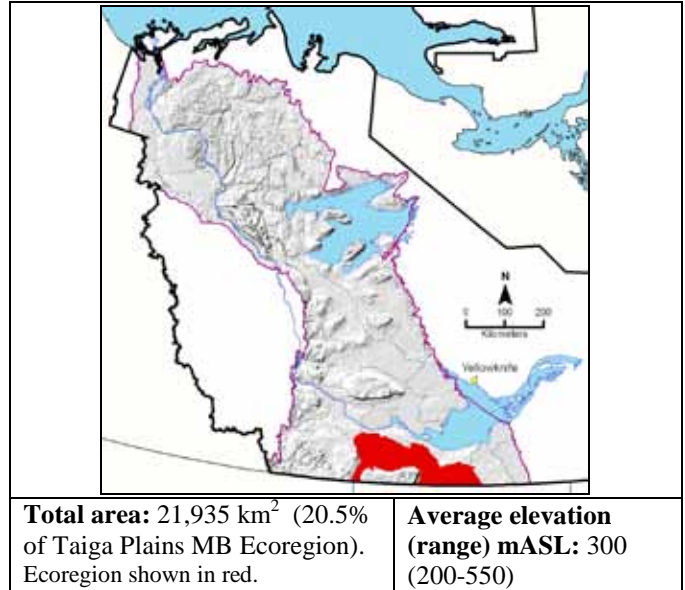 N
0 100 200
Kilometers
Yellowknife
Total area: 21,935 km² (20.5%
of Taiga Plains MB Ecoregion).
Ecoregion shown in red.
Average elevation
(range) mASL: 300
(200-550)